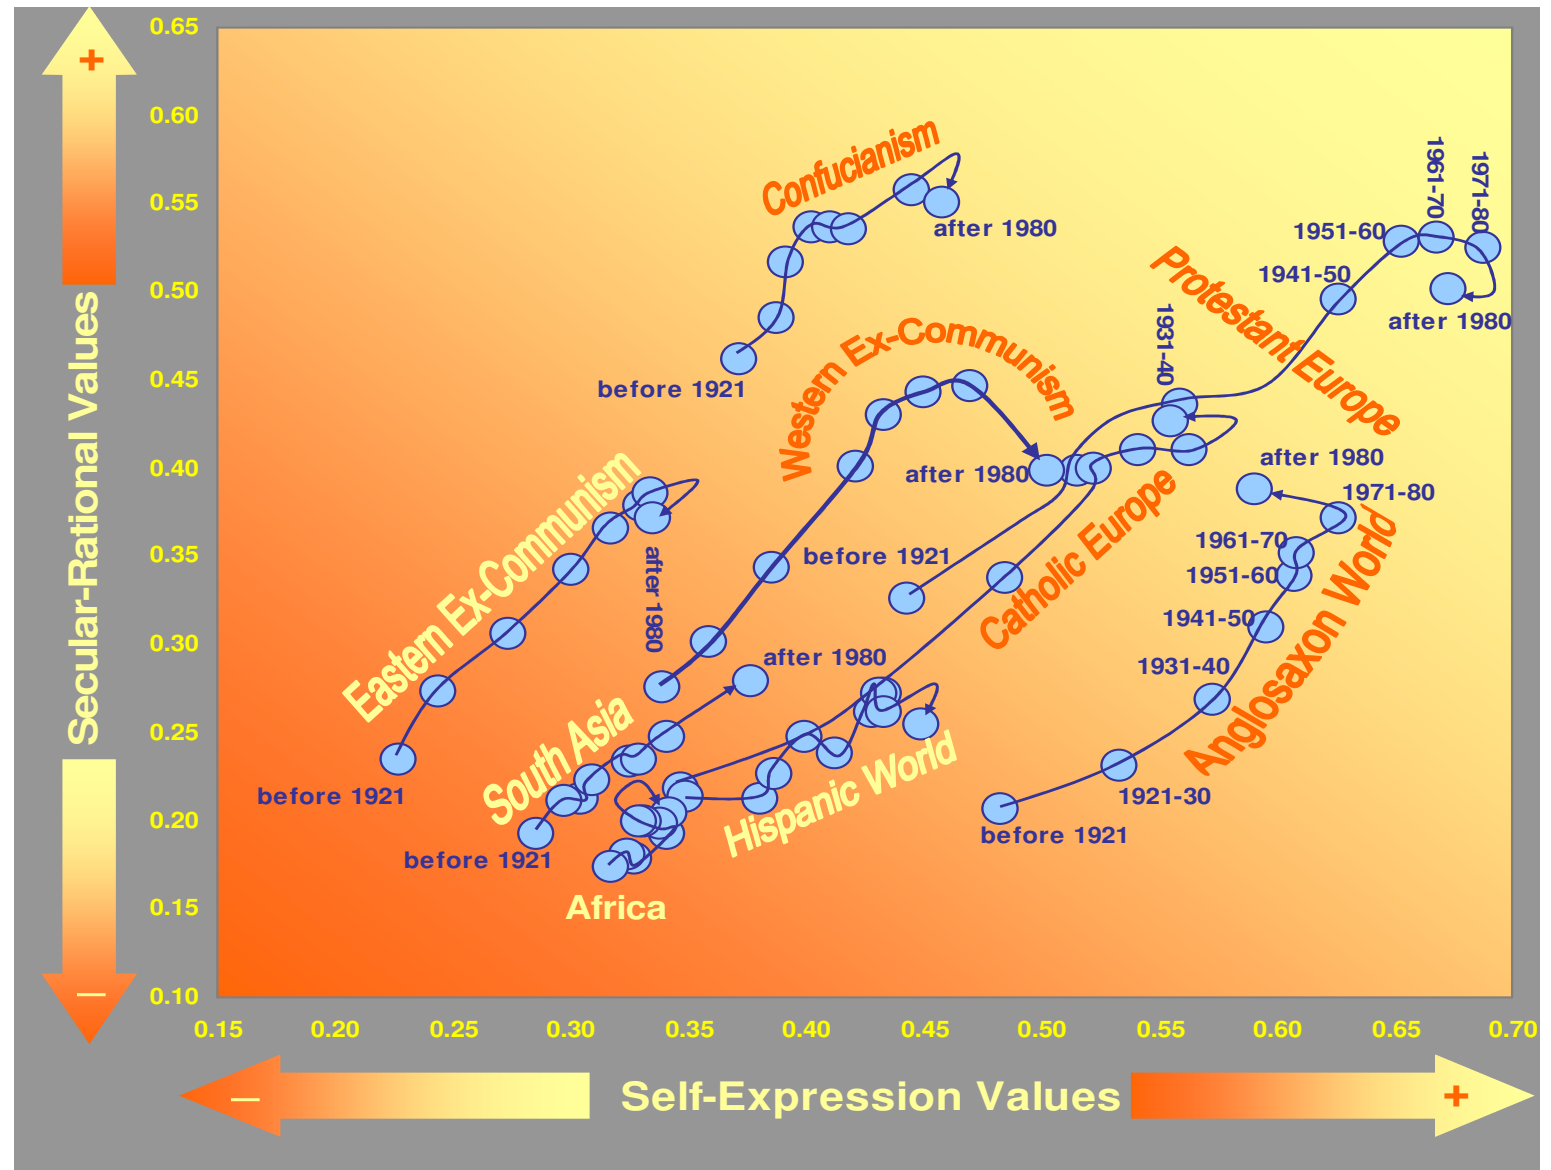 +
Secular-Rational Values
–
0.65
0.60
0.55
0.50
0.45
0.40
0.35
0.30
0.25
0.20
0.15
0.10
Confucianism
after 1980
before 1921
Western Ex-Communism
after 1980
Protestant Europe
1961-70
1971-80
1951-60
1941-50
after 1980
1931-40
before 1921
Catholic Europe
Anglosaxon World
after 1980
1971-80
1961-70
1951-60
1941-50
1931-40
1921-30
before 1921
Eastern Ex-Communism
after 1980
before 1921
South Asia
after 1980
before 1921
Hispanic World
Africa
0.15
0.20
0.25
0.30
0.35
0.40
0.45
0.50
0.55
0.60
0.65
0.70
–
Self-Expression Values
+